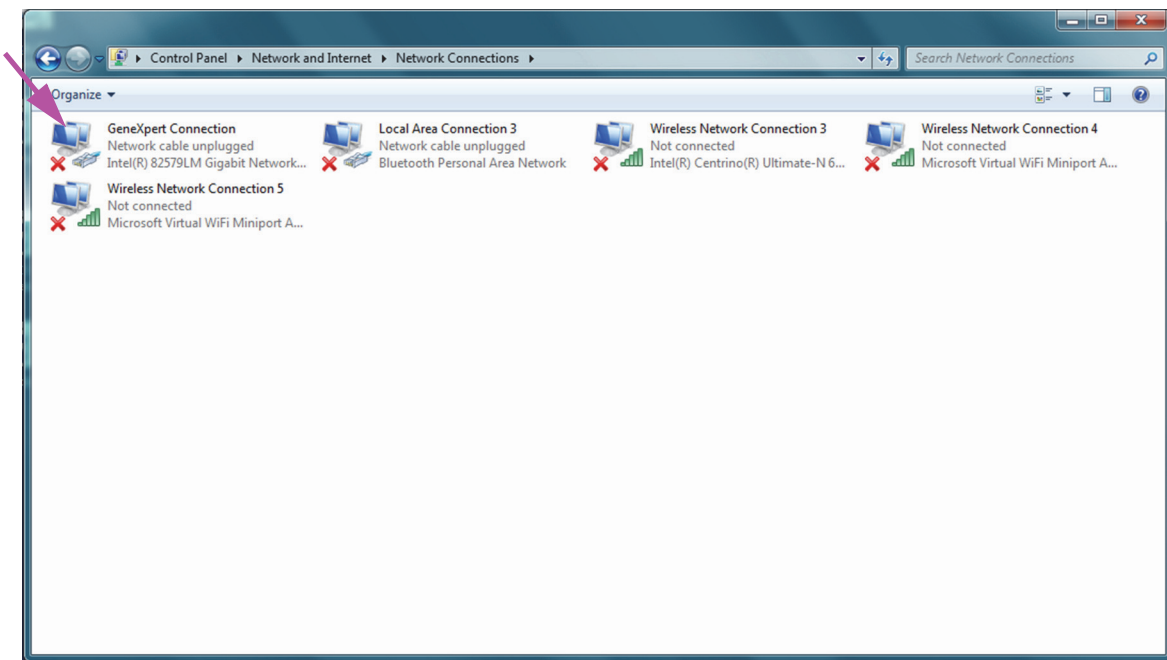 Control Panel Network and Internet Network Connections
Search Network Connections
Organize
GeneXpert Connection
Network cable unplugged
Intel(R) 82579LM Gigabit Network...
Local Area Connection 3
Network cable unplugged
Bluetooth Personal Area Network
Wireless Network Connection 3
Not connected
Intel(R) Centrino(R) Ultimate-N 6...
Wireless Network Connection 4
Not connected
Microsoft Virtual WiFi Miniport A...
Wireless Network Connection 5
Not connected
Microsoft Virtual WiFi Miniport A...